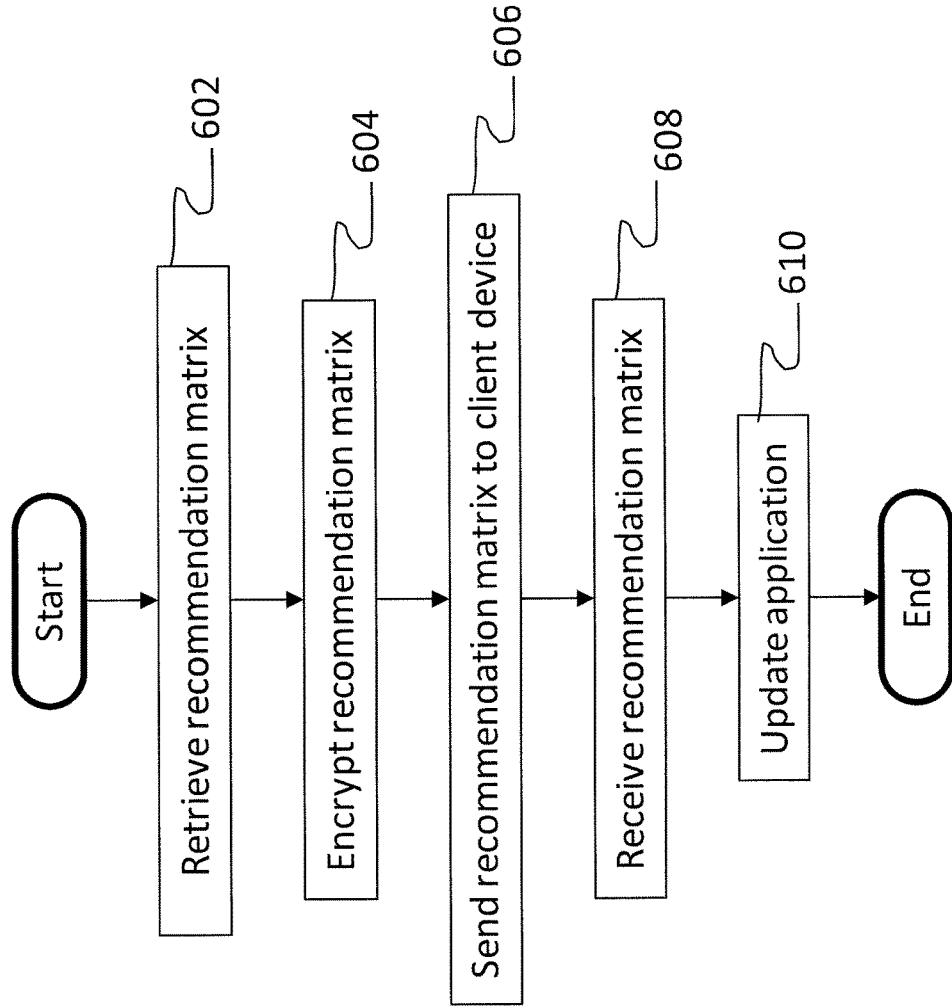 Start
Retrieve recommendation matrix
602
Encrypt recommendation matrix
604
Send recommendation matrix to client device
606
Receive recommendation matrix
608
Update application
610
End